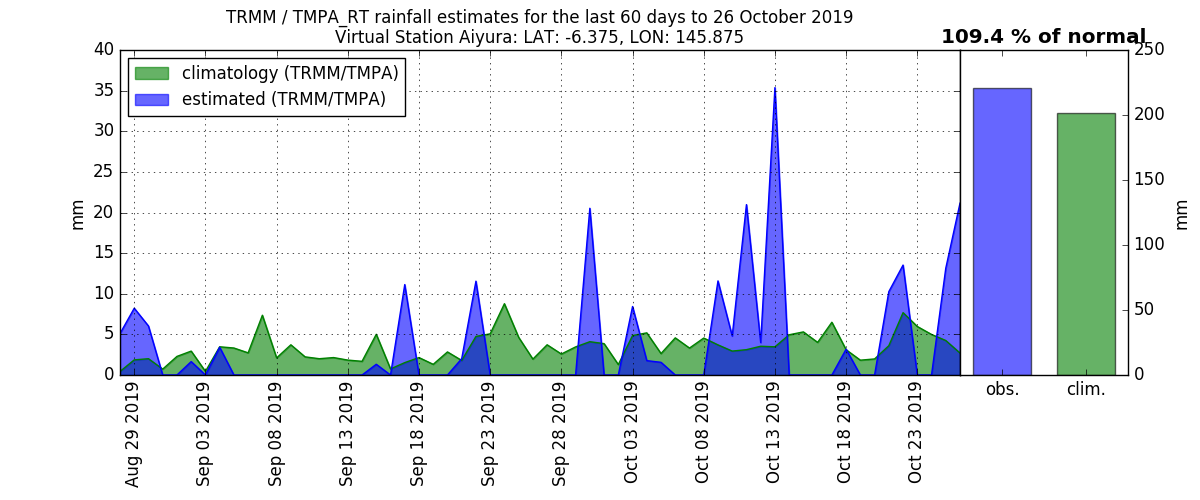 TRMM / TMPA_RT rainfall estimates for the last 60 days to 26 October 2019
Virtual Station Aiyura: LAT: -6.375, LON: 145.875
109.4 % of normal
climatology (TRMM/TMPA)
estimated (TRMM/TMPA)
mm
40
35
30
25
20
15
10
5
0
Aug 29 2019
Sep 03 2019
Sep 08 2019
Sep 13 2019
Sep 18 2019
Sep 23 2019
Sep 28 2019
Oct 03 2019
Oct 08 2019
Oct 13 2019
Oct 18 2019
Oct 23 2019
obs.
clim.
250
200
150
100
50
0
mm